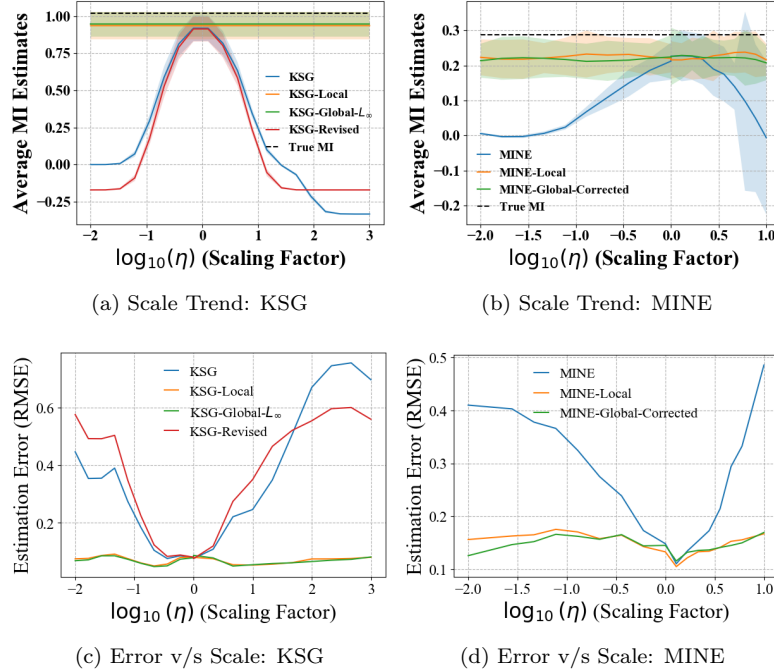 Average MI Estimates
1.00
0.75
0.50
0.25
0.00
−0.25
KSG
KSG-Local
KSG-Global-L∞
KSG-Revised
True MI
−2
−1
0
1
2
3
log10(η) (Scaling Factor)
(a) Scale Trend: KSG
Average MI Estimates
0.3
0.2
0.1
0.0
−0.1
−0.2
MINE
MINE-Local
MINE-Global-Corrected
True MI
−2.0
−1.5
−1.0
−0.5
0.0
0.5
1.0
log10(η) (Scaling Factor)
(b) Scale Trend: MINE
Estimation Error (RMSE)
0.6
0.4
0.2
KSG
KSG-Local
KSG-Global-L∞
KSG-Revised
−2
−1
0
1
2
3
log10 (η) (Scaling Factor)
(c) Error v/s Scale: KSG
Estimation Error (RMSE)
0.5
0.4
0.3
0.2
0.1
MINE
MINE-Local
MINE-Global-Corrected
−2.0
−1.5
−1.0
−0.5
0.0
0.5
1.0
log10 (η) (Scaling Factor)
(d) Error v/s Scale: MINE